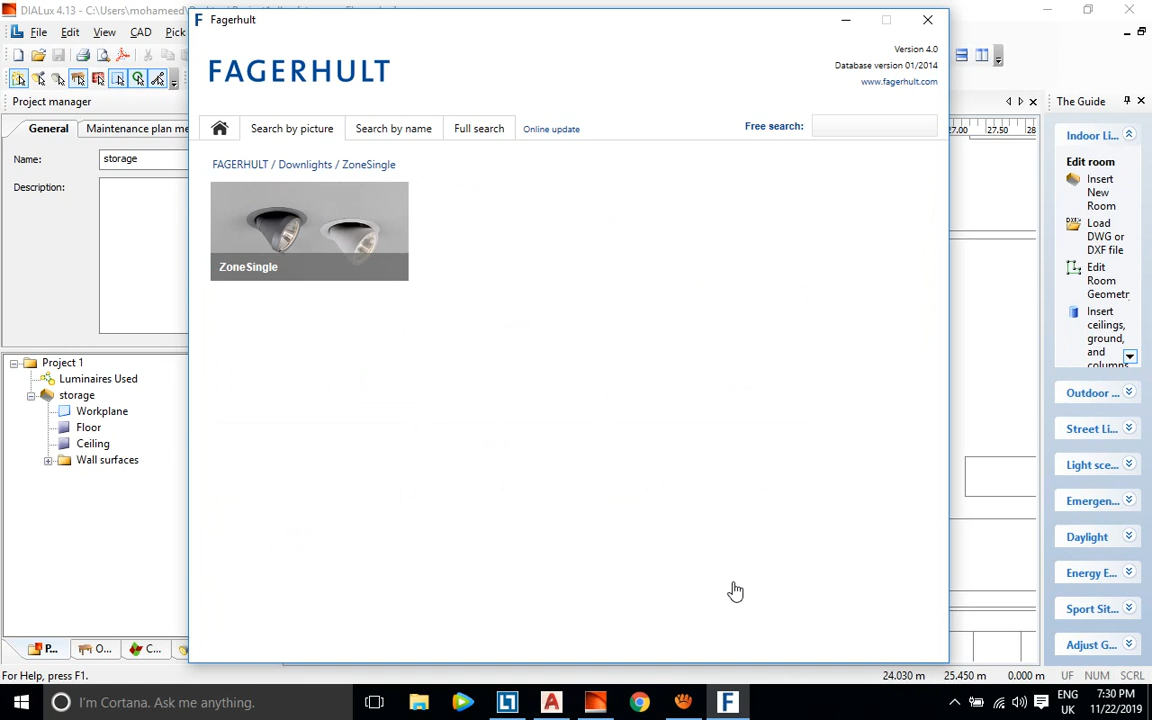 DIALux 4.13 - C:\Users\mohameed
Fagerhult
File Edit View CAD
FAGERHULT
Version 4.0
Database version 01/2014
www.fagerhult.com
Project manager
The Guide
General
Maintenance plan me
Search by picture
Search by name
Full search
Online update
Free search:
27.00 27.50 28
Name:
storage
Description:
FAGERHULT / Downlights / ZoneSingle
ZoneSingle
Indoor Li...
Edit room
Insert
New
Room
Load
DWG or
DXF file
Edit
Room
Geometr
Insert
ceilings,
ground,
and
columns
Outdoor ...
Street Li...
Light sce...
Emergen...
Daylight
Energy E...
Sport Sit...
Adjust G...
Project 1
Luminaires Used
storage
Workplane
Floor
Ceiling
Wall surfaces
P...
O...
C...
For Help, press F1.
24.030 m 25.450 m 0.000 m UF NUM SCRL
I'm Cortana. Ask me anything.
ENG
UK
7:30 PM
11/22/2019